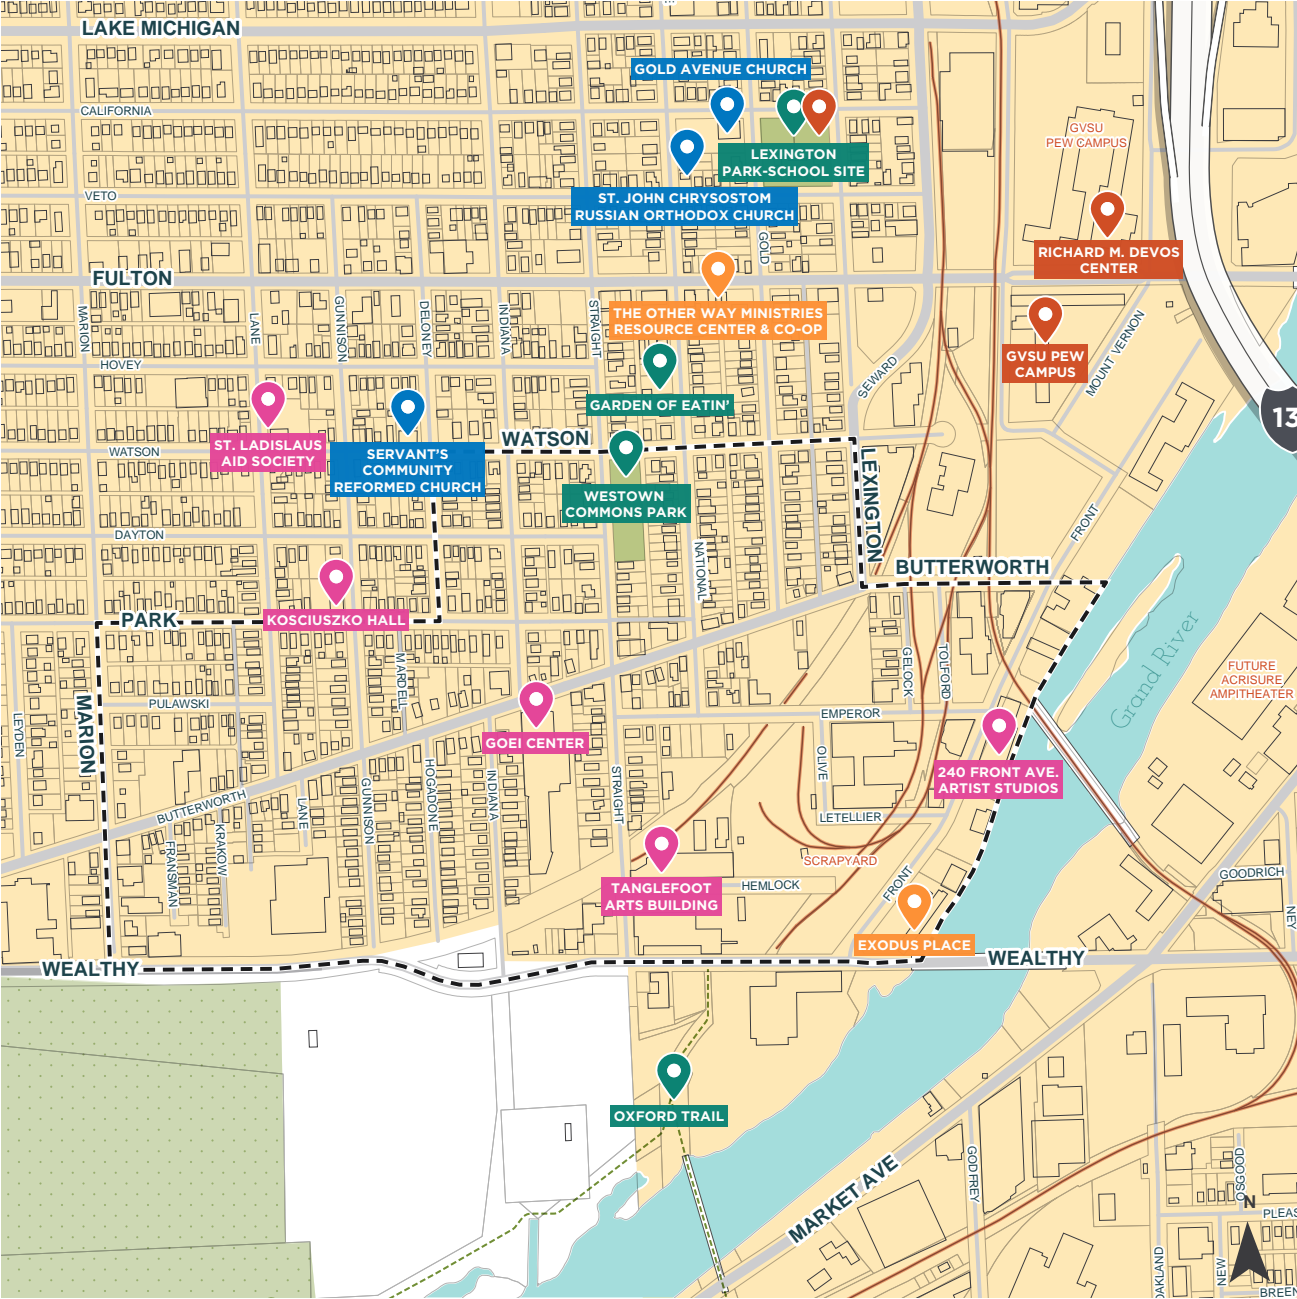 LAKE MICHIGAN
GOLD AVENUE CHURCH
CALIFORNIA
GVSU
PEW CAMPUS
LEXINGTON
PARK-SCHOOL SITE
VETO
ST. JOHN CHRYSOSTOM
RUSSIAN ORTHODOX CHURCH
GOLD
RICHARD M. DEVOS
CENTER
FULTON
THE OTHER WAY MINISTRIES
RESOURCE CENTER & CO-OP
MARION
LANE
GUNNISON
DELONEY
INDIANA
STRAIGHT
MOUNT VERNON
GVSU PEW
CAMPUS
HOVEY
SEWARD
GARDEN OF EATIN'
13
WATSON
WATSON
ST. LADISLAUS
AID SOCIETY
SERVANT'S
COMMUNITY
REFORMED CHURCH
WESTOWN
COMMONS PARK
LEXINGTON
FRONT
DAYTON
NATIONAL
BUTTERWORTH
PARK
KOSCIUSZKO HALL
Grand River
GELOCK
TOLFORD
MARDELL
FUTURE
ACRISURE
AMPITHEATER
PULAWSKI
LEYDEN
MARION
EMPEROR
GOEI CENTER
OLIVE
240 FRONT AVE.
ARTIST STUDIOS
BUTTERWORTH
LANE
GUNNISON
HOGADONE
INDIANA
STRAIGHT
LETELLIER
KRAKOW
FRANSMAN
SCRAPYARD
GOODRICH
TANGLEFOOT
ARTS BUILDING
HEMLOCK
FRONT
NEY
EXODUS PLACE
WEALTHY
WEALTHY
OXFORD TRAIL
MARKET AVE
GODFREY
OSGOOD
N
PLEAS
OAKLAND
NEW
BREEN